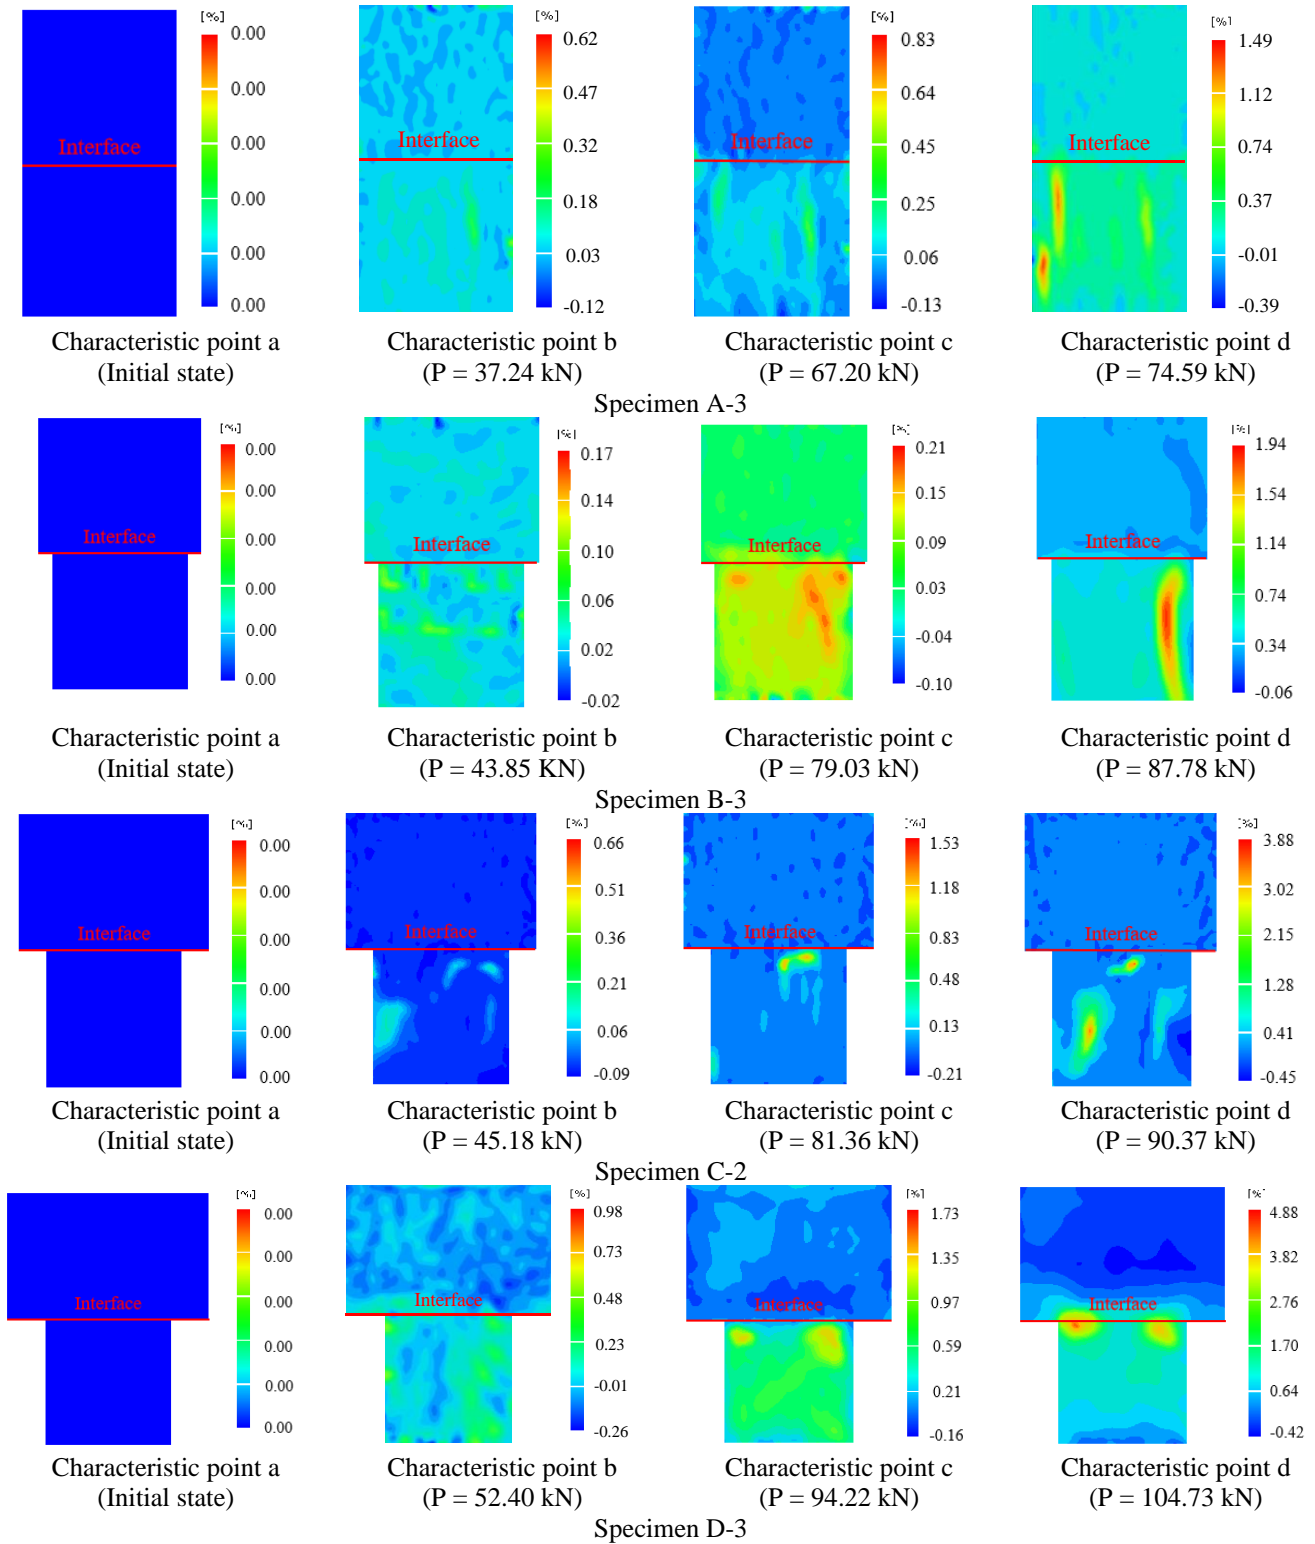 [%] 0.00 0.00 0.00 0.00 0.00 0.00
Interface
[%] 0.62 0.47 0.32 0.18 0.03 -0.12
Interface
[%] 0.83 0.64 0.45 0.25 0.06 -0.13
Interface
[%] 1.49 1.12 0.74 0.37 -0.01 -0.39
Interface
Characteristic point a Characteristic point b Characteristic point c Characteristic point d
(Initial state) (P = 37.24 kN) (P = 67.20 kN) (P = 74.59 kN)
Specimen A-3
[%] 0.00 0.00 0.00 0.00 0.00 0.00
Interface
[%] 0.17 0.14 0.10 0.06 0.02 -0.02
Interface
[%] 0.21 0.15 0.09 0.03 -0.04 -0.10
Interface
[%] 1.94 1.54 1.14 0.74 0.34 -0.06
Interface
Characteristic point a Characteristic point b Characteristic point c Characteristic point d
(Initial state) (P = 43.85 KN) (P = 79.03 kN) (P = 87.78 kN)
Specimen B-3
[%] 0.00 0.00 0.00 0.00 0.00 0.00
Interface
[%] 0.66 0.51 0.36 0.21 0.06 -0.09
Interface
[%] 1.53 1.18 0.83 0.48 0.13 -0.21
Interface
[%] 3.88 3.02 2.15 1.28 0.41 -0.45
Interface
Characteristic point a Characteristic point b Characteristic point c Characteristic point d
(Initial state) (P = 45.18 kN) (P = 81.36 kN) (P = 90.37 kN)
Specimen C-2
[%] 0.00 0.00 0.00 0.00 0.00 0.00
Interface
[%] 0.98 0.73 0.48 0.23 -0.01 -0.26
Interface
[%] 1.73 1.35 0.97 0.59 0.21 -0.16
Interface
[%] 4.88 3.82 2.76 1.70 0.64 -0.42
Interface
Characteristic point a Characteristic point b Characteristic point c Characteristic point d
(Initial state) (P = 52.40 kN) (P = 94.22 kN) (P = 104.73 kN)
Specimen D-3